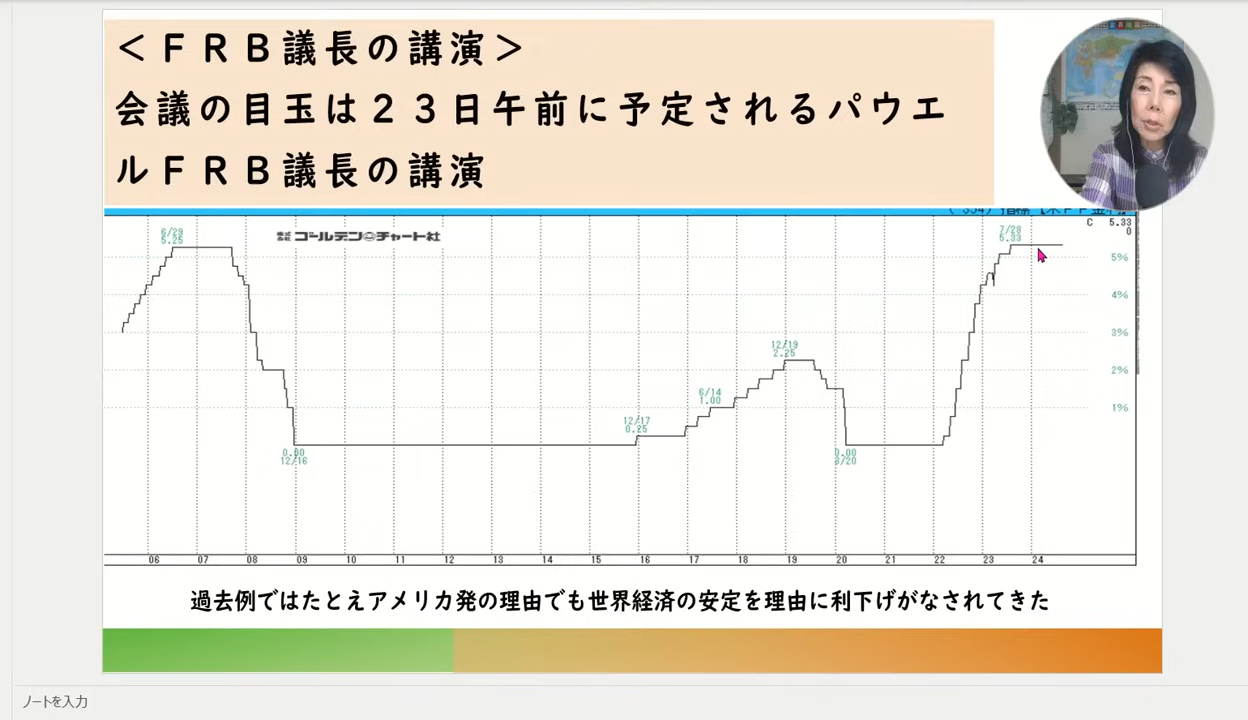 ＜ＦＲＢ議長の講演＞
会議の目玉は２３日午前に予定されるパウエ
ルＦＲＢ議長の講演
6/29
5.25
株式会社 ゴールデン・チャート社
7/28
5.33
C 5.33
0
5%
4%
3%
2%
1%
12/19
2.25
6/14
1.00
12/17
0.25
0.00
12/16
0.00
3/20
06 07 08 09 10 11 12 13 14 15 16 17 18 19 20 21 22 23 24
過去例ではたとえアメリカ発の理由でも世界経済の安定を理由に利下げがなされてきた
ノートを入力